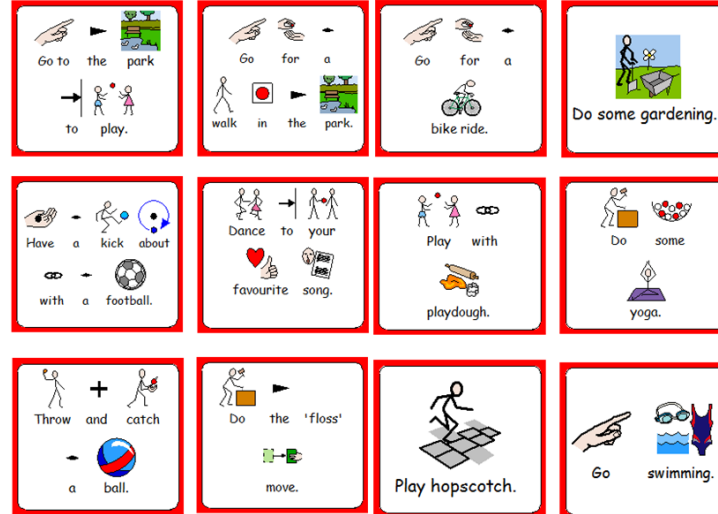 Go to the park
to play.
Go for a
walk in the park.
Go for a
bike ride.
Do some gardening.
Have a kick about
with a football.
Dance to your
favourite song.
Play with
playdough.
Do some
yoga.
Throw and catch
a ball.
Do the 'floss'
move.
Play hopscotch.
Go swimming.